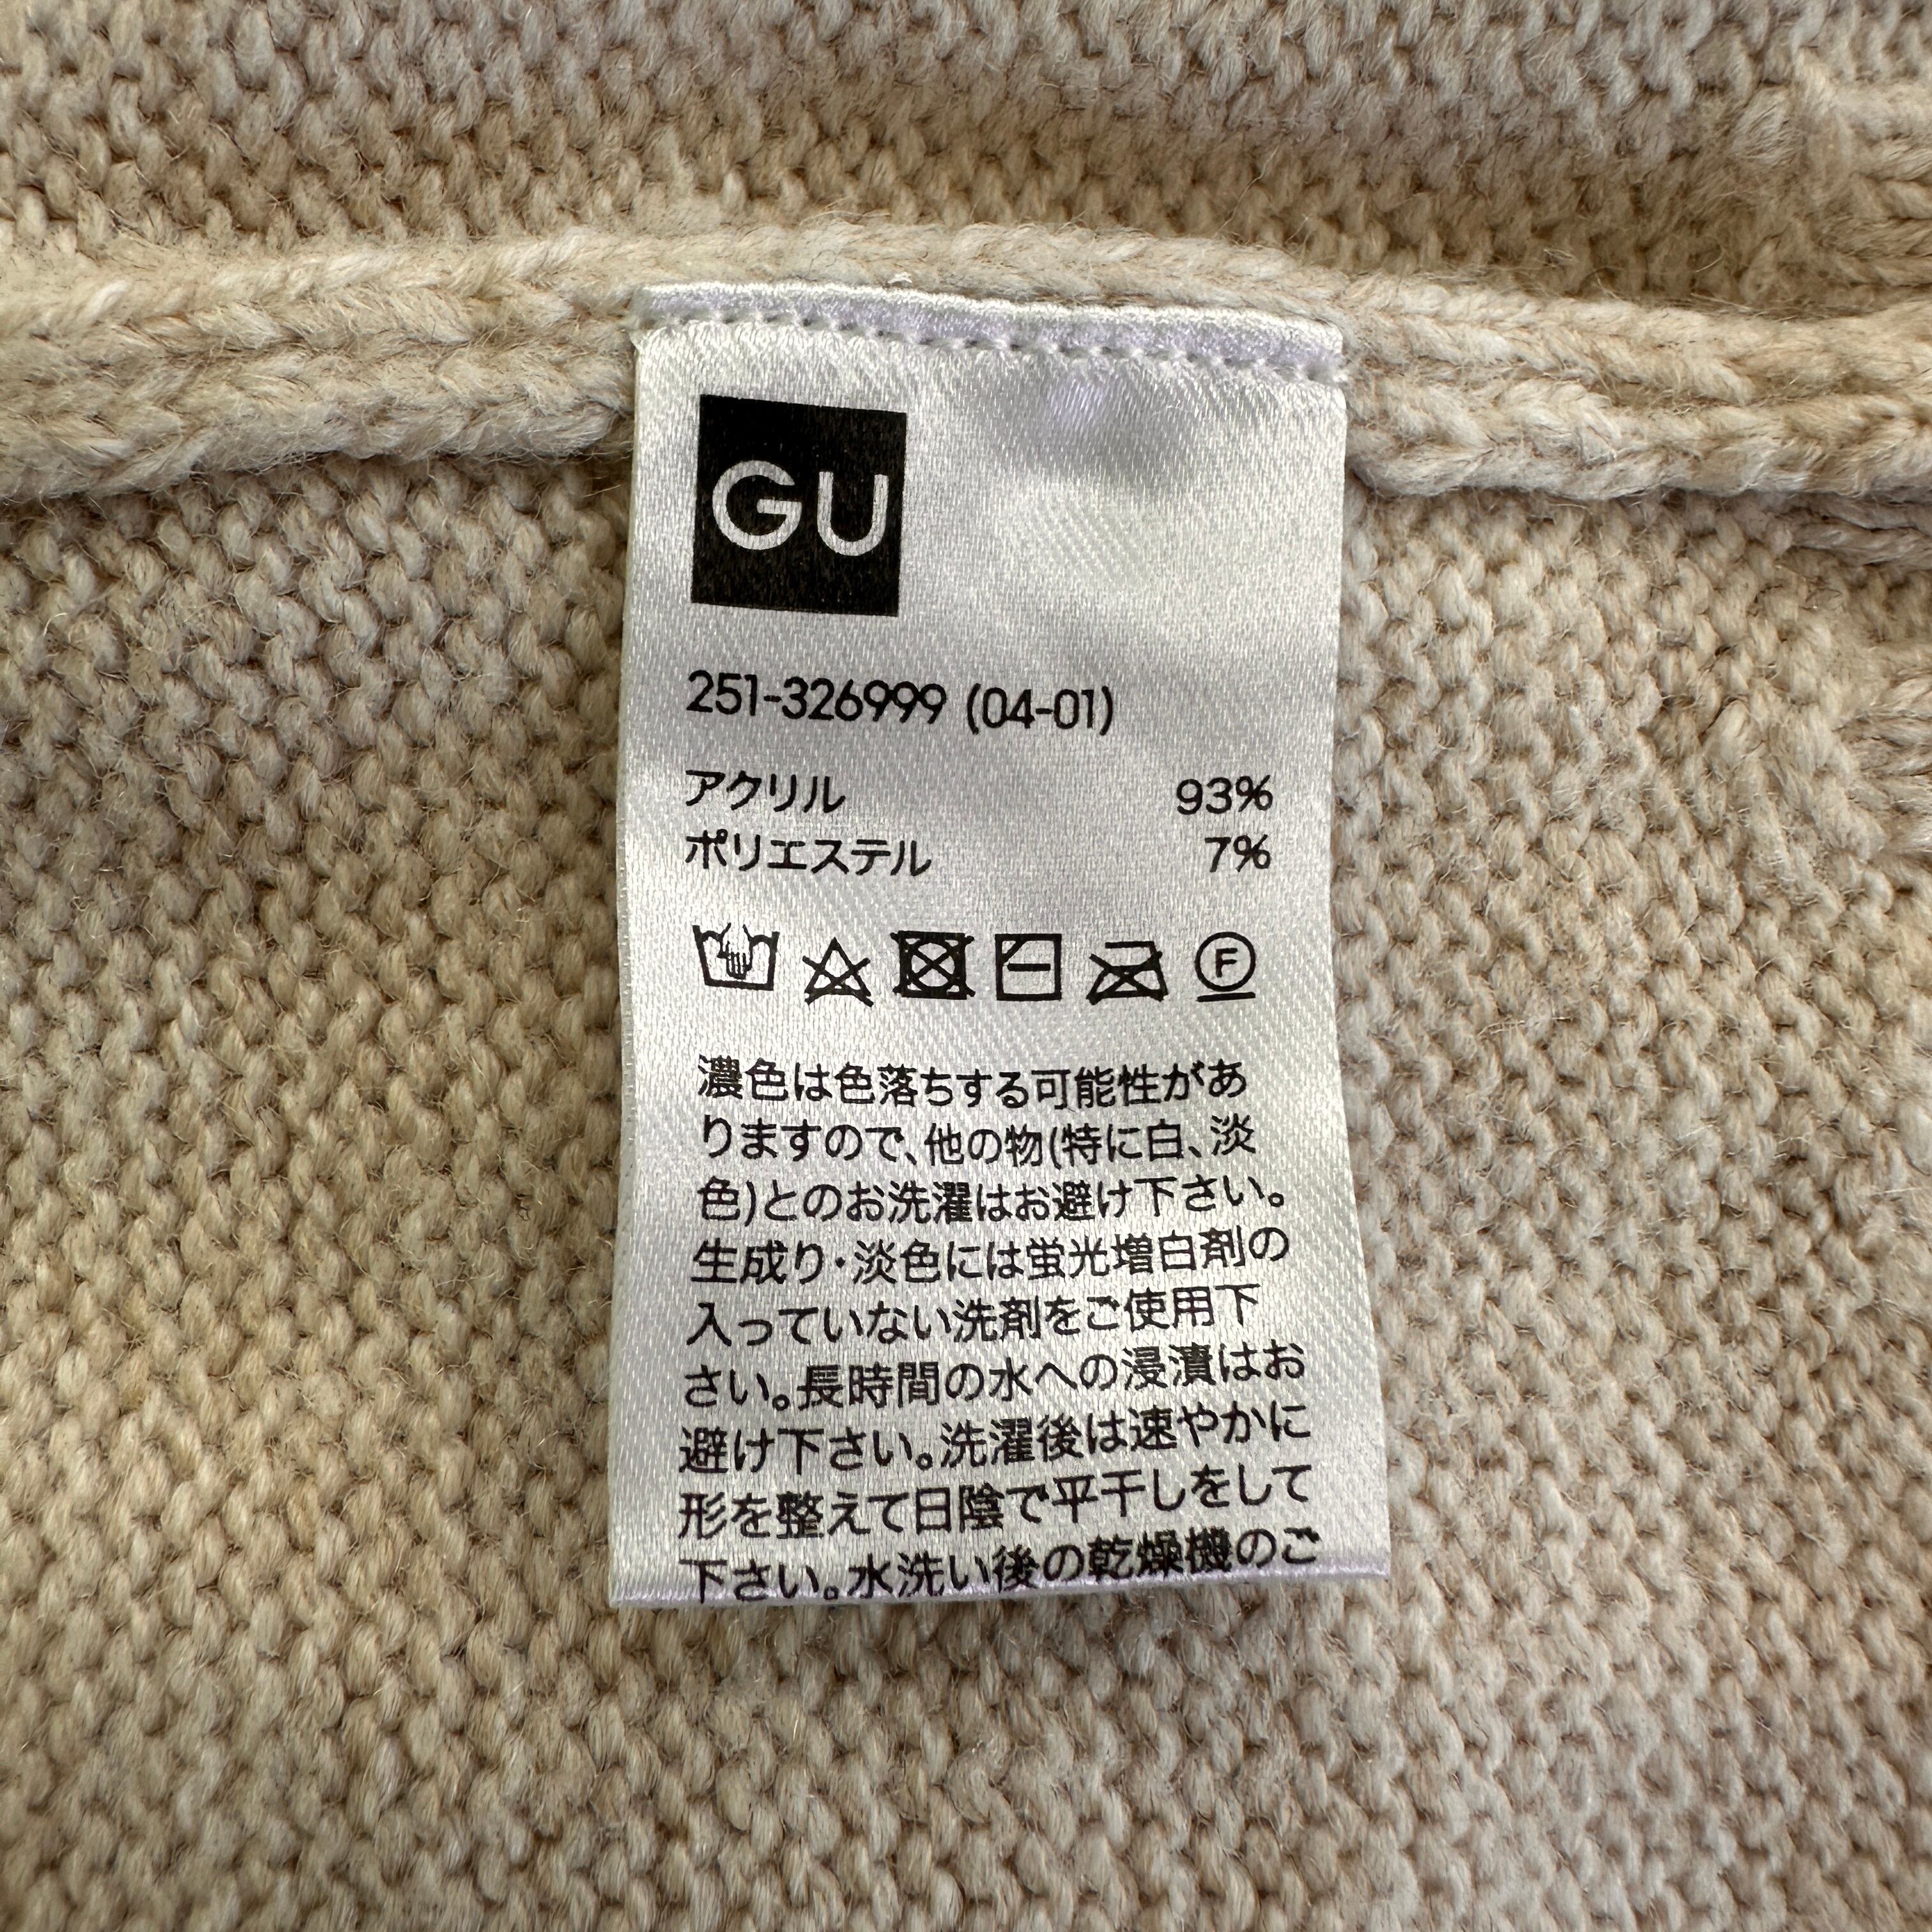 GU
251-326999 (04-01)
アクリル 93%
ポリエステル 7%
F
濃色は色落ちする可能性があ
りますので、他の物(特に白、淡
色)とのお洗濯はお避け下さい。
生成り・淡色には蛍光増白剤の
入っていない洗剤をご使用下
さい。長時間の水への浸漬はお
避け下さい。洗濯後は速やかに
形を整えて日陰で平干しをして
下さい。水洗い後の乾燥機のご